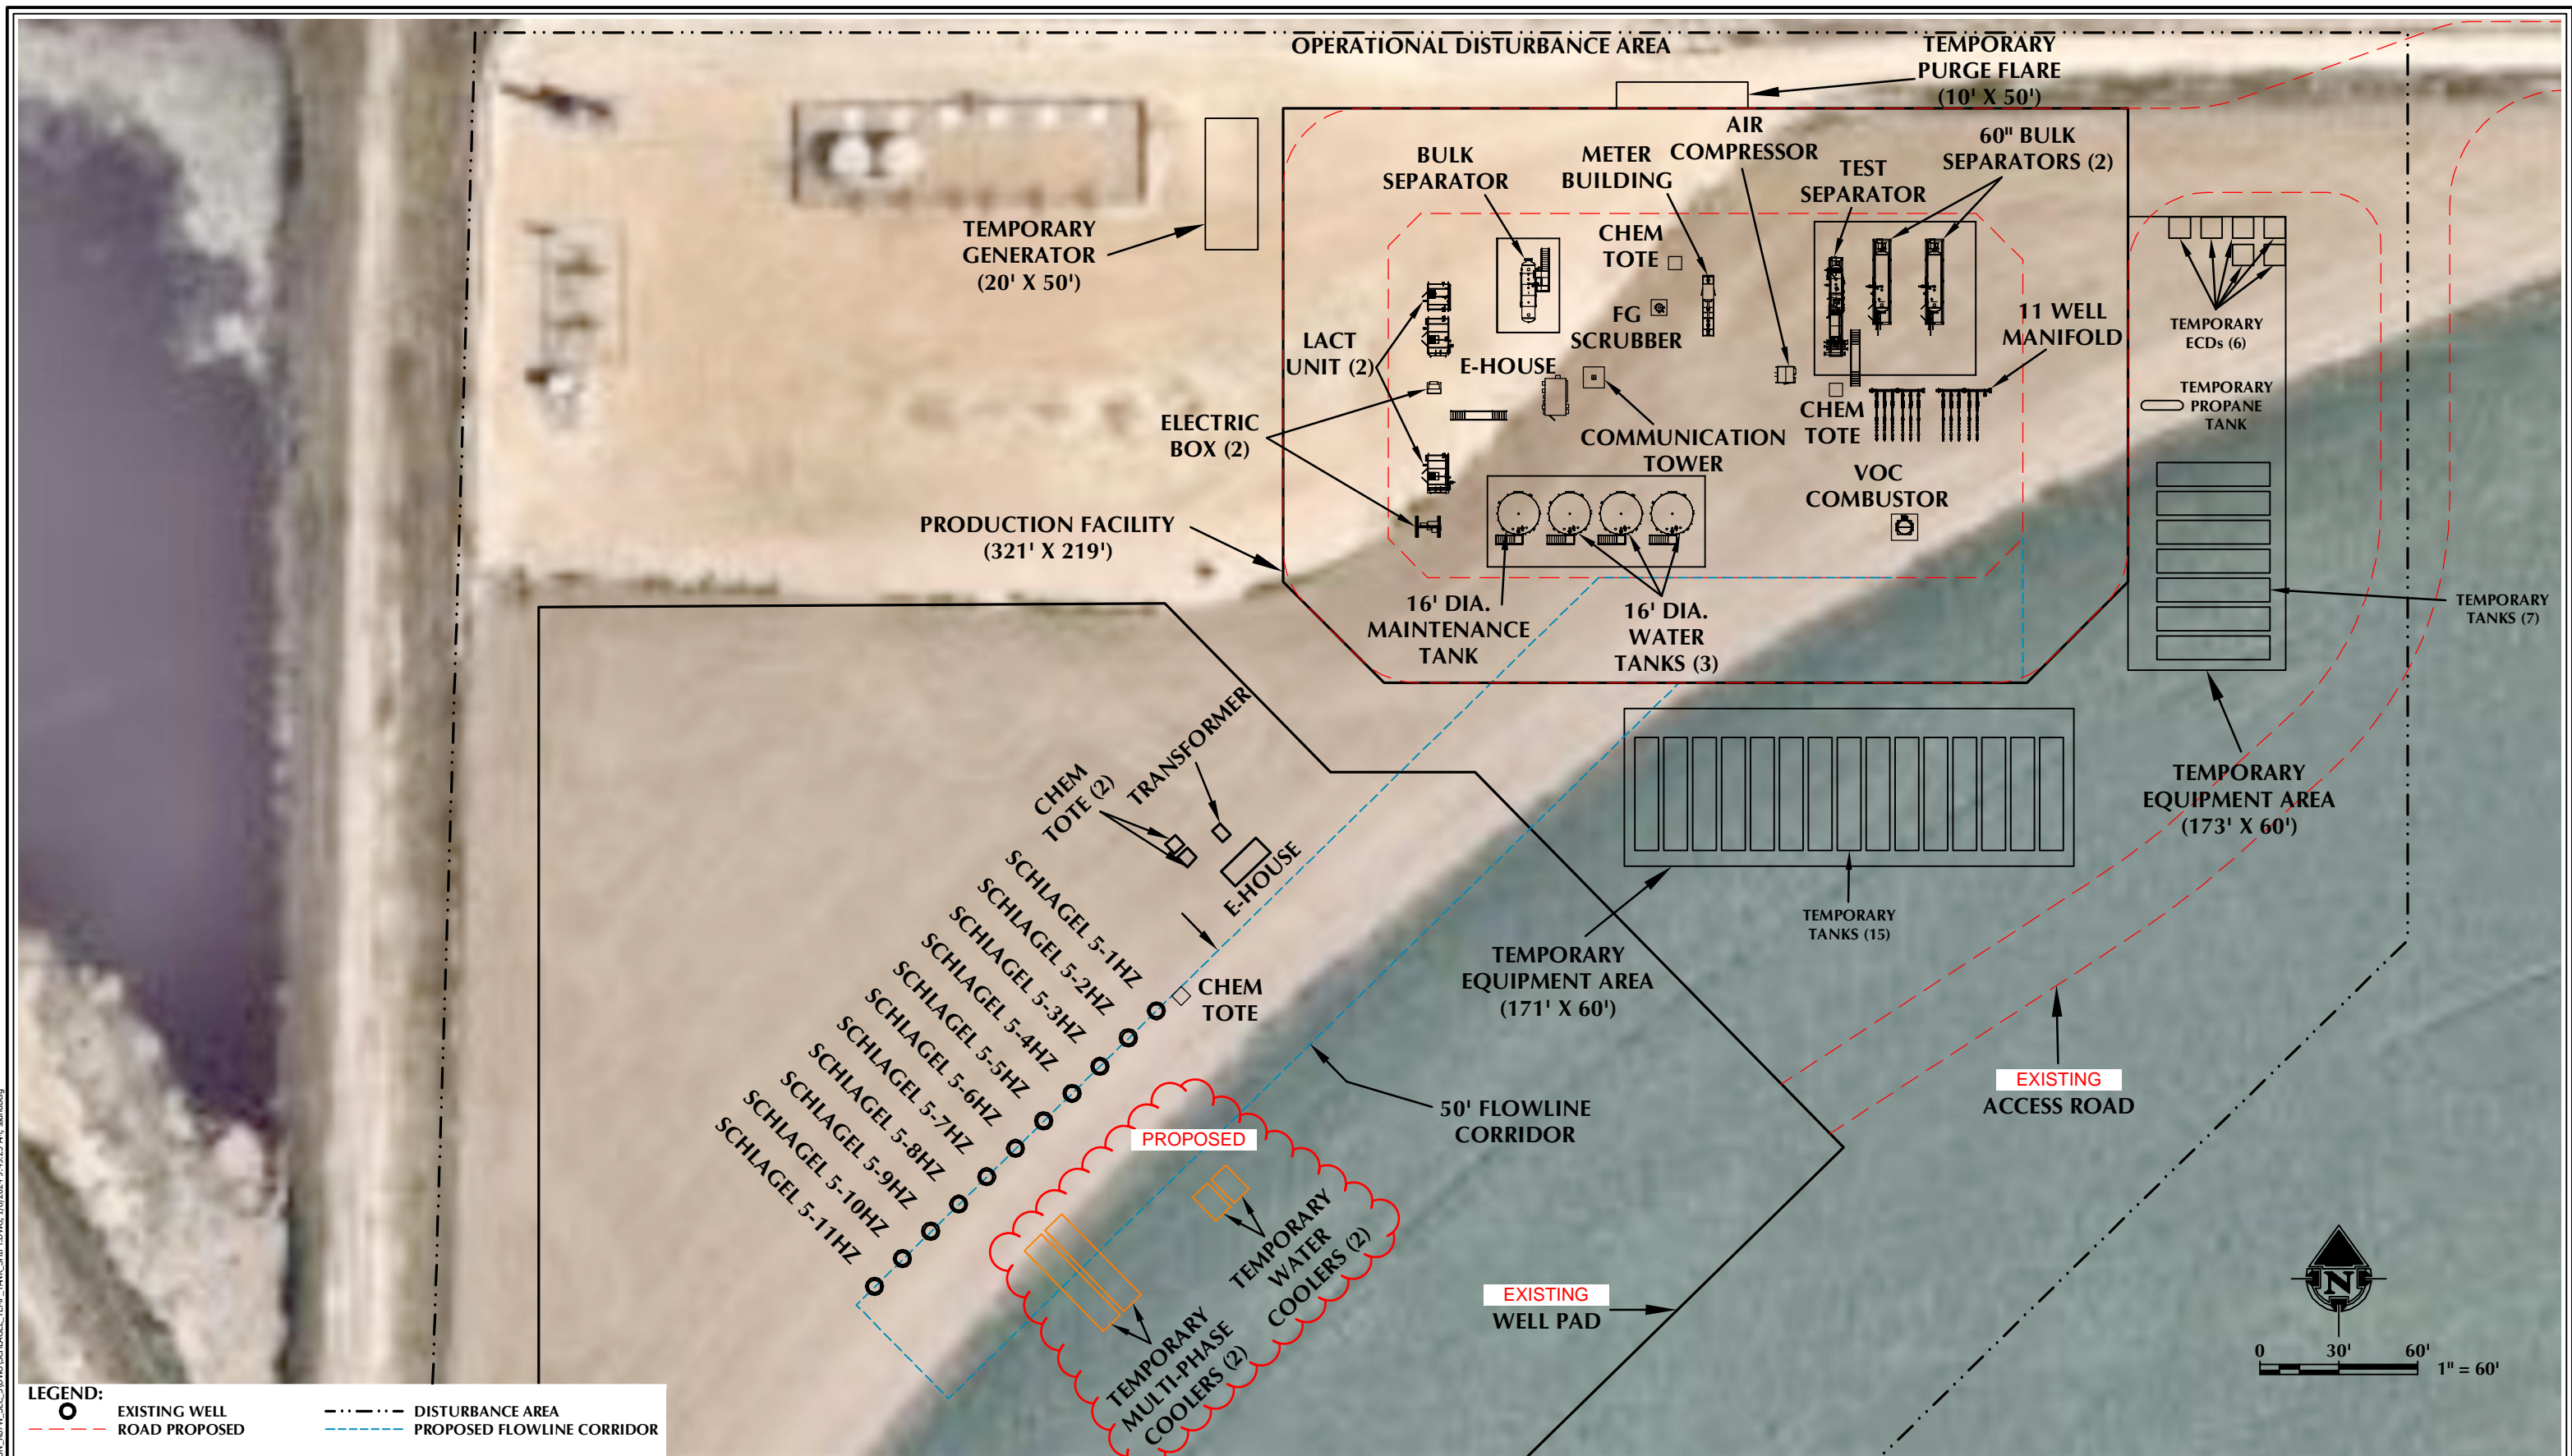 OPERATIONAL DISTURBANCE AREA
TEMPORARY
PURGE FLARE
(10' X 50')
TEMPORARY
GENERATOR
(20' X 50')
BULK
SEPARATOR
METER
BUILDING
AIR
COMPRESSOR
TEST
SEPARATOR
60" BULK
SEPARATORS (2)
CHEM
TOTE
FG
SCRUBBER
11 WELL
MANIFOLD
LACT
UNIT (2)
E-HOUSE
ELECTRIC
BOX (2)
COMMUNICATION
TOWER
CHEM
TOTE
VOC
COMBUSTOR
TEMPORARY
ECDs (6)
TEMPORARY
PROPANE
TANK
PRODUCTION FACILITY
(321' X 219')
16' DIA.
MAINTENANCE
TANK
16' DIA.
WATER
TANKS (3)
TEMPORARY
TANKS (7)
TEMPORARY
EQUIPMENT AREA
(173' X 60')
CHEM
TOTE (2)
TRANSFORMER
E-HOUSE
TEMPORARY
TANKS (15)
TEMPORARY
EQUIPMENT AREA
(171' X 60')
SCHLAGEL 5-1HZ
SCHLAGEL 5-2HZ
SCHLAGEL 5-3HZ
SCHLAGEL 5-4HZ
SCHLAGEL 5-5HZ
SCHLAGEL 5-6HZ
SCHLAGEL 5-7HZ
SCHLAGEL 5-8HZ
SCHLAGEL 5-9HZ
SCHLAGEL 5-10HZ
SCHLAGEL 5-11HZ
CHEM
TOTE
50' FLOWLINE
CORRIDOR
EXISTING
ACCESS ROAD
PROPOSED
TEMPORARY
WATER
COOLERS (2)
TEMPORARY
MULTI-PHASE
COOLERS (2)
EXISTING
WELL PAD
N
0 30' 60'
1" = 60'
LEGEND:
EXISTING WELL
ROAD PROPOSED
DISTURBANCE AREA
PROPOSED FLOWLINE CORRIDOR